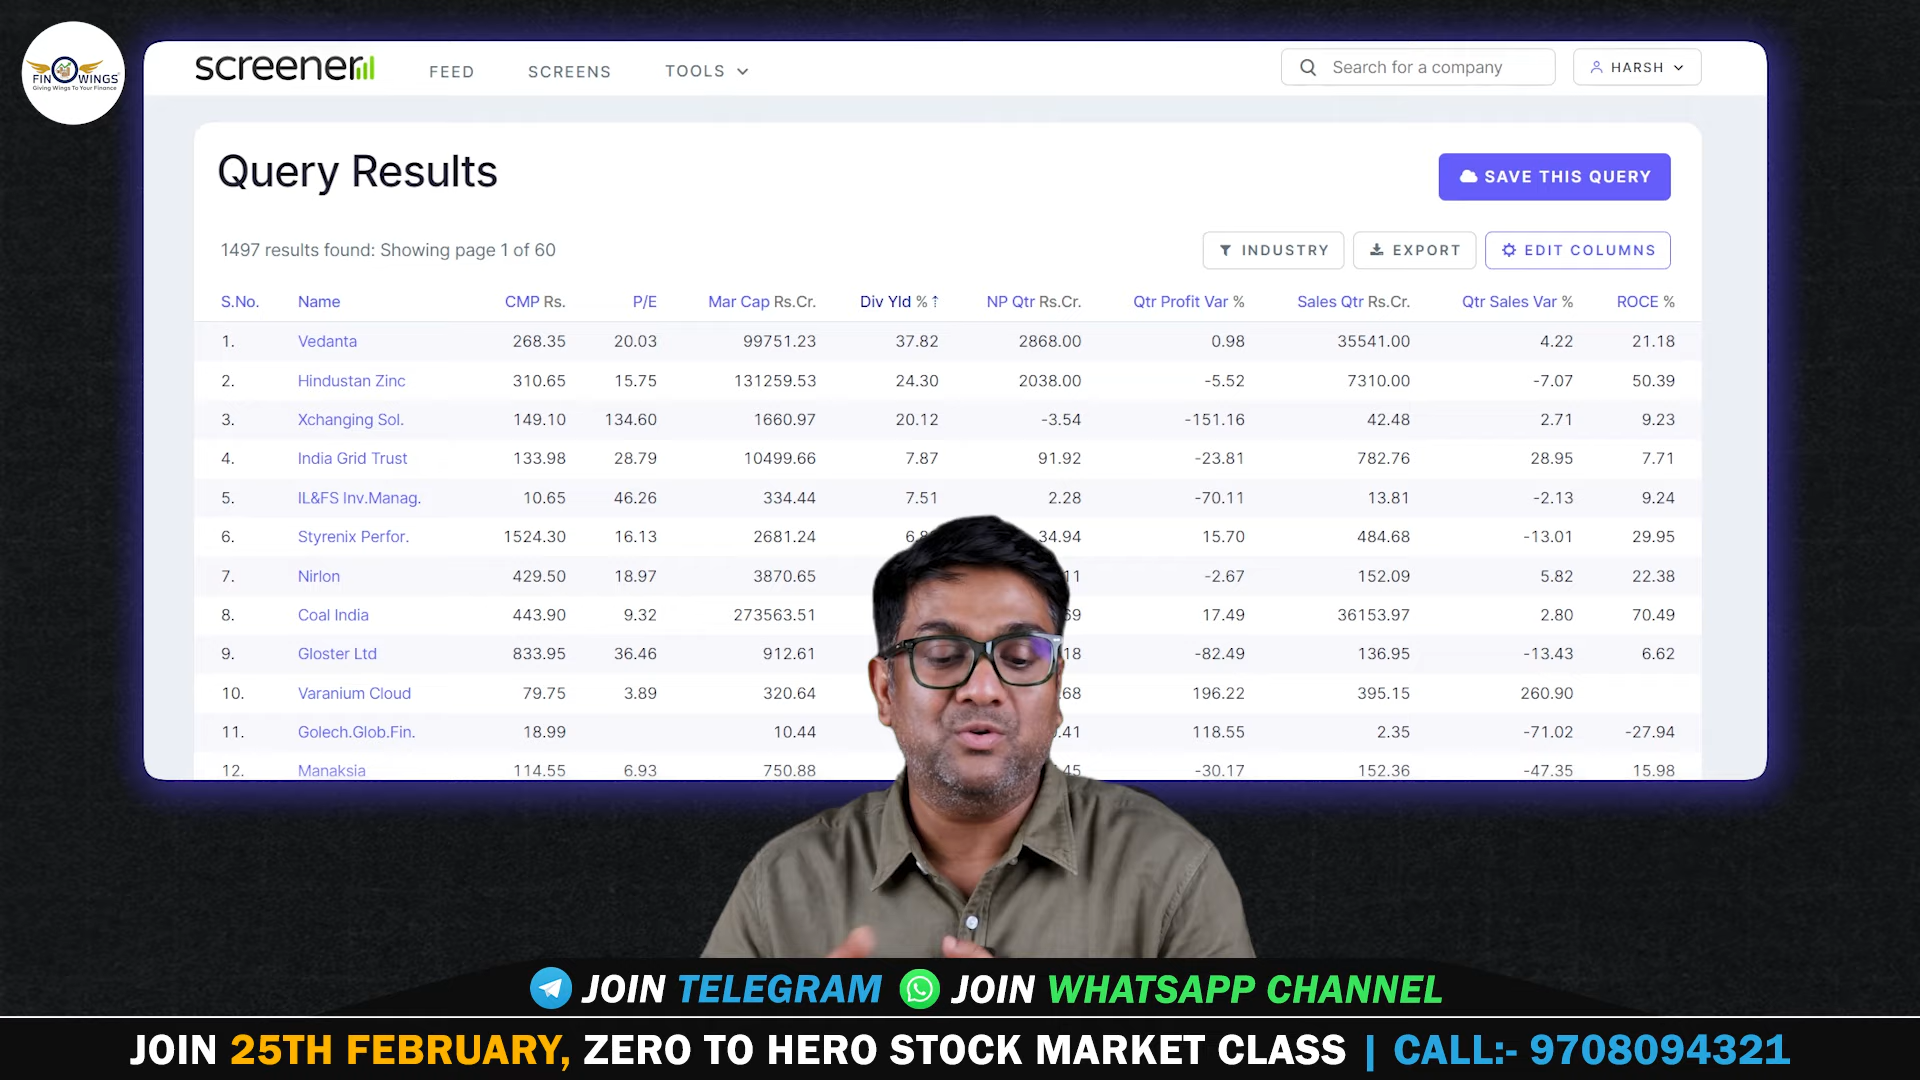 FINOWINGS
Giving Wings To Your Finance
screener
FEED SCREENS TOOLS
Search for a company
HARSH
Query Results
SAVE THIS QUERY
1497 results found: Showing page 1 of 60
INDUSTRY EXPORT EDIT COLUMNS
S.No. Name CMP Rs. P/E Mar Cap Rs.Cr. Div Yld % ↑ NP Qtr Rs.Cr. Qtr Profit Var % Sales Qtr Rs.Cr. Qtr Sales Var % ROCE %
1. Vedanta 268.35 20.03 99751.23 37.82 2868.00 0.98 35541.00 4.22 21.18
2. Hindustan Zinc 310.65 15.75 131259.53 24.30 2038.00 -5.52 7310.00 -7.07 50.39
3. Xchanging Sol. 149.10 134.60 1660.97 20.12 -3.54 -151.16 42.48 2.71 9.23
4. India Grid Trust 133.98 28.79 10499.66 7.87 91.92 -23.81 782.76 28.95 7.71
5. IL&FS Inv.Manag. 10.65 46.26 334.44 7.51 2.28 -70.11 13.81 -2.13 9.24
6. Styrenix Perfor. 1524.30 16.13 2681.24 34.94 15.70 484.68 -13.01 29.95
7. Nirlon 429.50 18.97 3870.65 -2.67 152.09 5.82 22.38
8. Coal India 443.90 9.32 273563.51 17.49 36153.97 2.80 70.49
9. Gloster Ltd 833.95 36.46 912.61 -82.49 136.95 -13.43 6.62
10. Varanium Cloud 79.75 3.89 320.64 196.22 395.15 260.90
11. Golech.Glob.Fin. 18.99 10.44 118.55 2.35 -71.02 -27.94
12. Manaksia 114.55 6.93 750.88 -30.17 152.36 -47.35 15.98
JOIN TELEGRAM JOIN WHATSAPP CHANNEL
JOIN 25TH FEBRUARY, ZERO TO HERO STOCK MARKET CLASS | CALL:- 9708094321